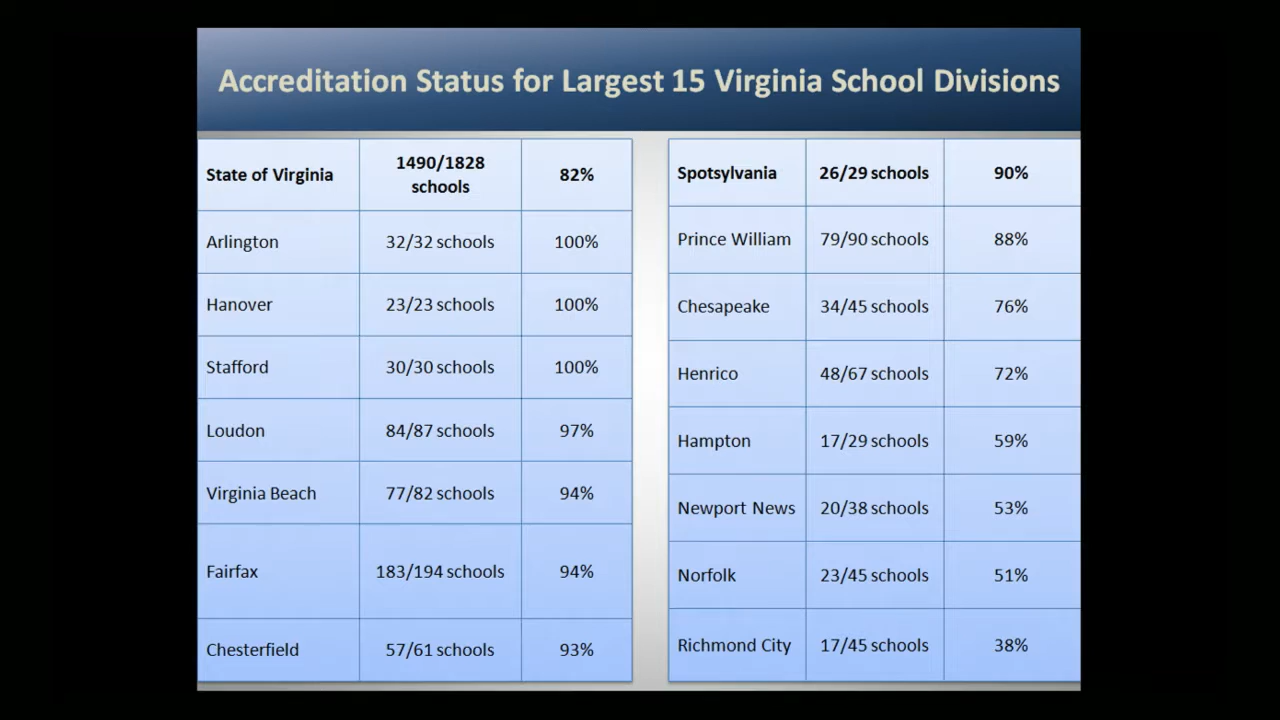 Accreditation Status for Largest 15 Virginia School Divisions
State of Virginia 1490/1828 schools 82%
Arlington 32/32 schools 100%
Hanover 23/23 schools 100%
Stafford 30/30 schools 100%
Loudon 84/87 schools 97%
Virginia Beach 77/82 schools 94%
Fairfax 183/194 schools 94%
Chesterfield 57/61 schools 93%
Spotsylvania 26/29 schools 90%
Prince William 79/90 schools 88%
Chesapeake 34/45 schools 76%
Henrico 48/67 schools 72%
Hampton 17/29 schools 59%
Newport News 20/38 schools 53%
Norfolk 23/45 schools 51%
Richmond City 17/45 schools 38%